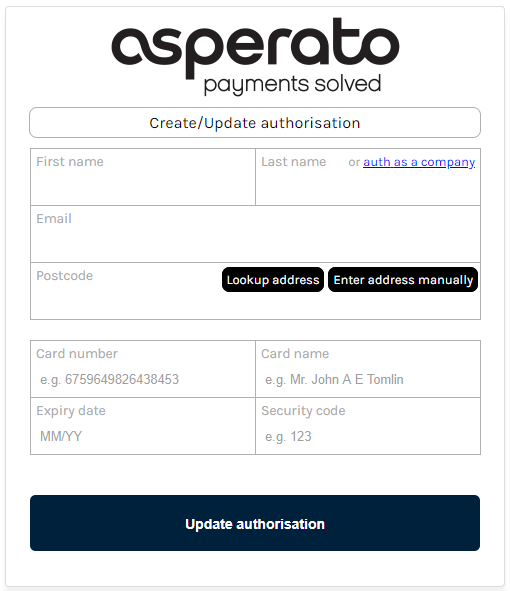 asperato
payments solved
Create/Update authorisation
First name
Last name or auth as a company
Email
Postcode
Lookup address
Enter address manually
Card number
e.g. 6759649826438453
Card name
e.g. Mr. John A E Tomlin
Expiry date
MM/YY
Security code
e.g. 123
Update authorisation